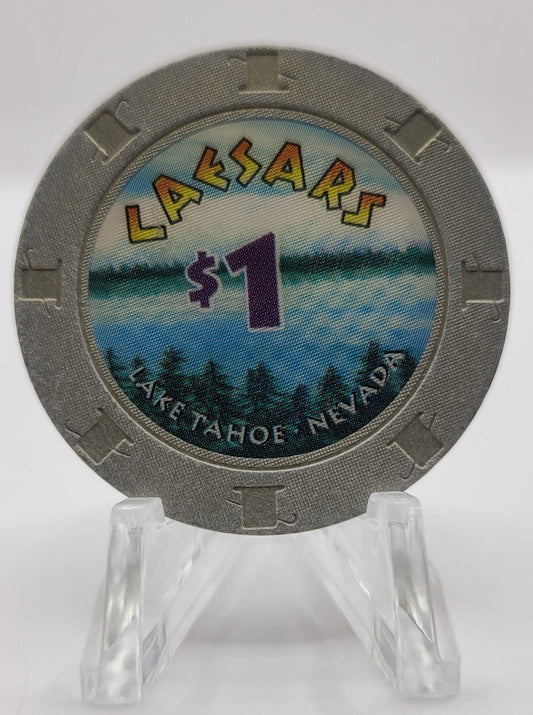 CAESARS
$1
LAKE TAHOE · NEVADA